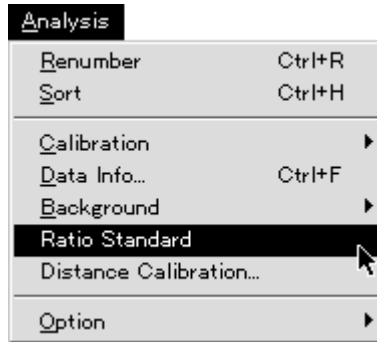 Analysis
Renumber Ctrl+R
Sort Ctrl+H
Calibration
Data Info... Ctrl+F
Background
Ratio Standard
Distance Calibration...
Option